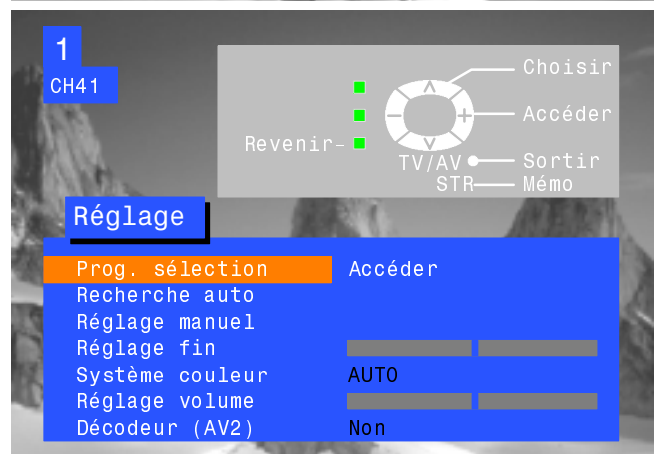 1
CH41
Choisir
- + Accéder
Revenir-
TV/AV Sortir
STR Mémo
Réglage
Prog. sélection Accéder
Recherche auto
Réglage manuel
Réglage fin
Système couleur AUTO
Réglage volume
Décodeur (AV2) Non